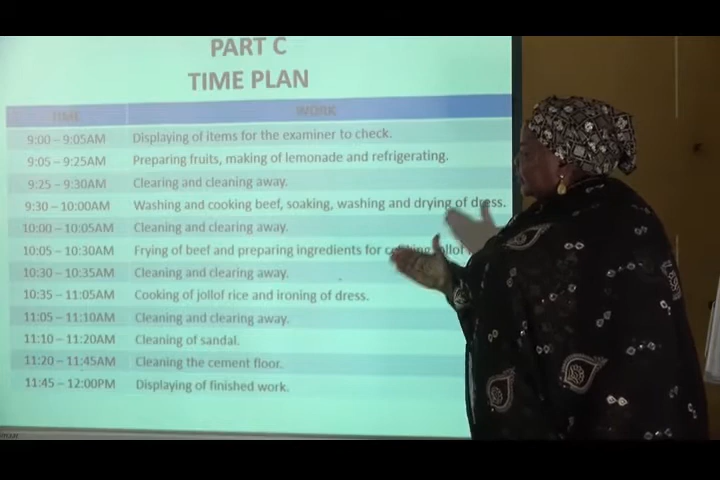 PART C
TIME PLAN
TIME WORK
9:00 – 9:05AM Displaying of items for the examiner to check.
9:05 – 9:25AM Preparing fruits, making of lemonade and refrigerating.
9:25 – 9:30AM Clearing and cleaning away.
9:30 – 10:00AM Washing and cooking beef, soaking, washing and drying of dress.
10:00 – 10:05AM Cleaning and clearing away.
10:05 – 10:30AM Frying of beef and preparing ingredients for cooking jollof
10:30 – 10:35AM Cleaning and clearing away.
10:35 – 11:05AM Cooking of jollof rice and ironing of dress.
11:05 – 11:10AM Cleaning and clearing away.
11:10 – 11:20AM Cleaning of sandal.
11:20 – 11:45AM Cleaning the cement floor.
11:45 – 12:00PM Displaying of finished work.